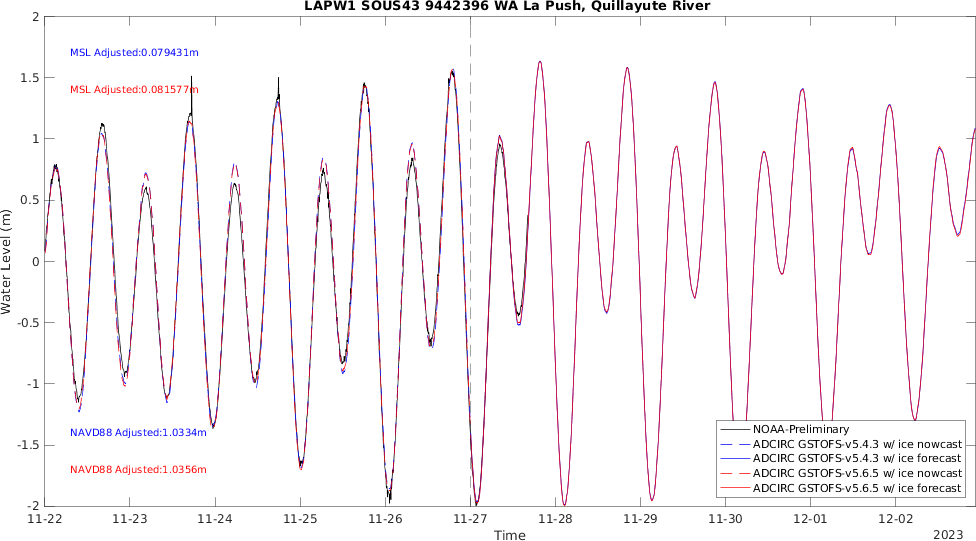 LAPW1 SOUS43 9442396 WA La Push, Quillayute River
2
1.5
1
0.5
0
-0.5
-1
-1.5
-2
Water Level (m)
MSL Adjusted:0.079431m
MSL Adjusted:0.081577m
NAVD88 Adjusted:1.0334m
NAVD88 Adjusted:1.0356m
NOAA-Preliminary
ADCIRC GSTOFS-v5.4.3 w/ ice nowcast
ADCIRC GSTOFS-v5.4.3 w/ ice forecast
ADCIRC GSTOFS-v5.6.5 w/ ice nowcast
ADCIRC GSTOFS-v5.6.5 w/ ice forecast
11-22 11-23 11-24 11-25 11-26 11-27 11-28 11-29 11-30 12-01 12-02
Time
2023